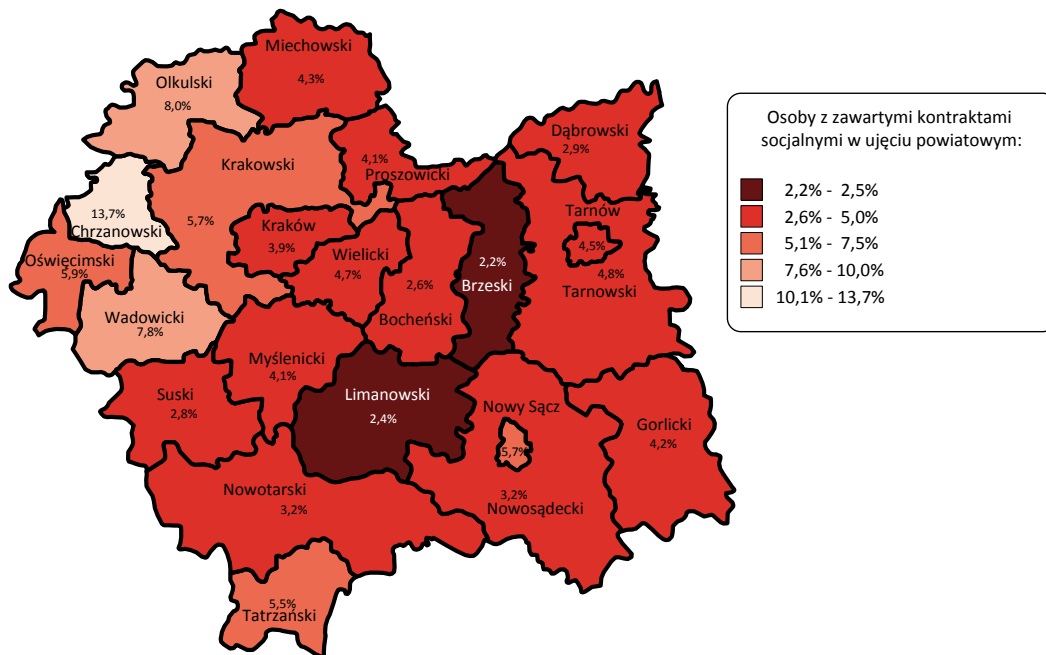 Miechowski
4,3%
Olkulski
8,0%
Dąbrowski
2,9%
Krakowski
5,7%
4,1%
Proszowicki
13,7%
Chrzanowski
Kraków
3,9%
Tarnów
4,5%
4,8%
Tarnowski
Oświęcimski
5,9%
Wielicki
4,7%
2,6%
Bocheński
2,2%
Brzeski
Wadowicki
7,8%
Myślenicki
4,1%
Suski
2,8%
Limanowski
2,4%
Nowy Sącz
5,7%
3,2%
Nowosądecki
Gorlicki
4,2%
Nowotarski
3,2%
5,5%
Tatrzański
Osoby z zawartymi kontraktami
socjalnymi w ujęciu powiatowym:
2,2% - 2,5%
2,6% - 5,0%
5,1% - 7,5%
7,6% - 10,0%
10,1% - 13,7%